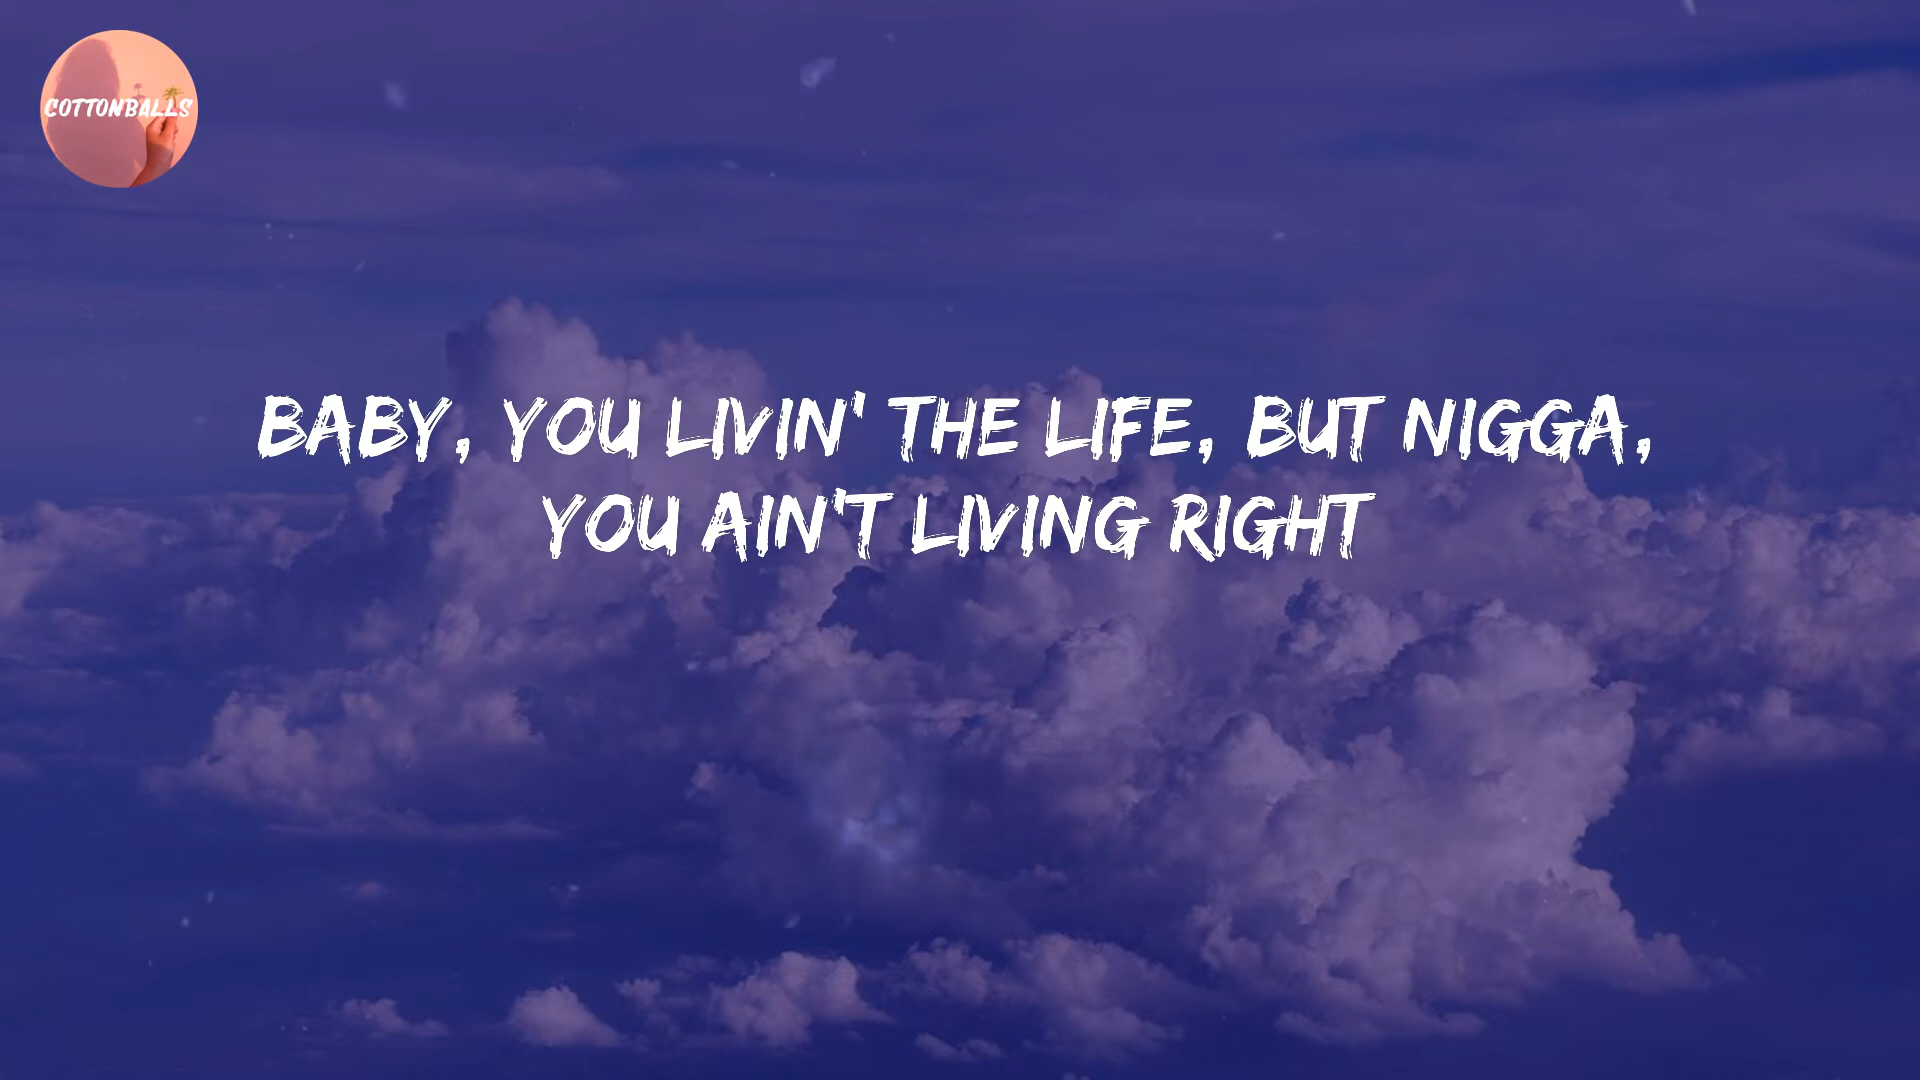 COTTONBALLS
BABY, YOU LIVIN' THE LIFE, BUT NIGGA,
YOU AIN'T LIVING RIGHT